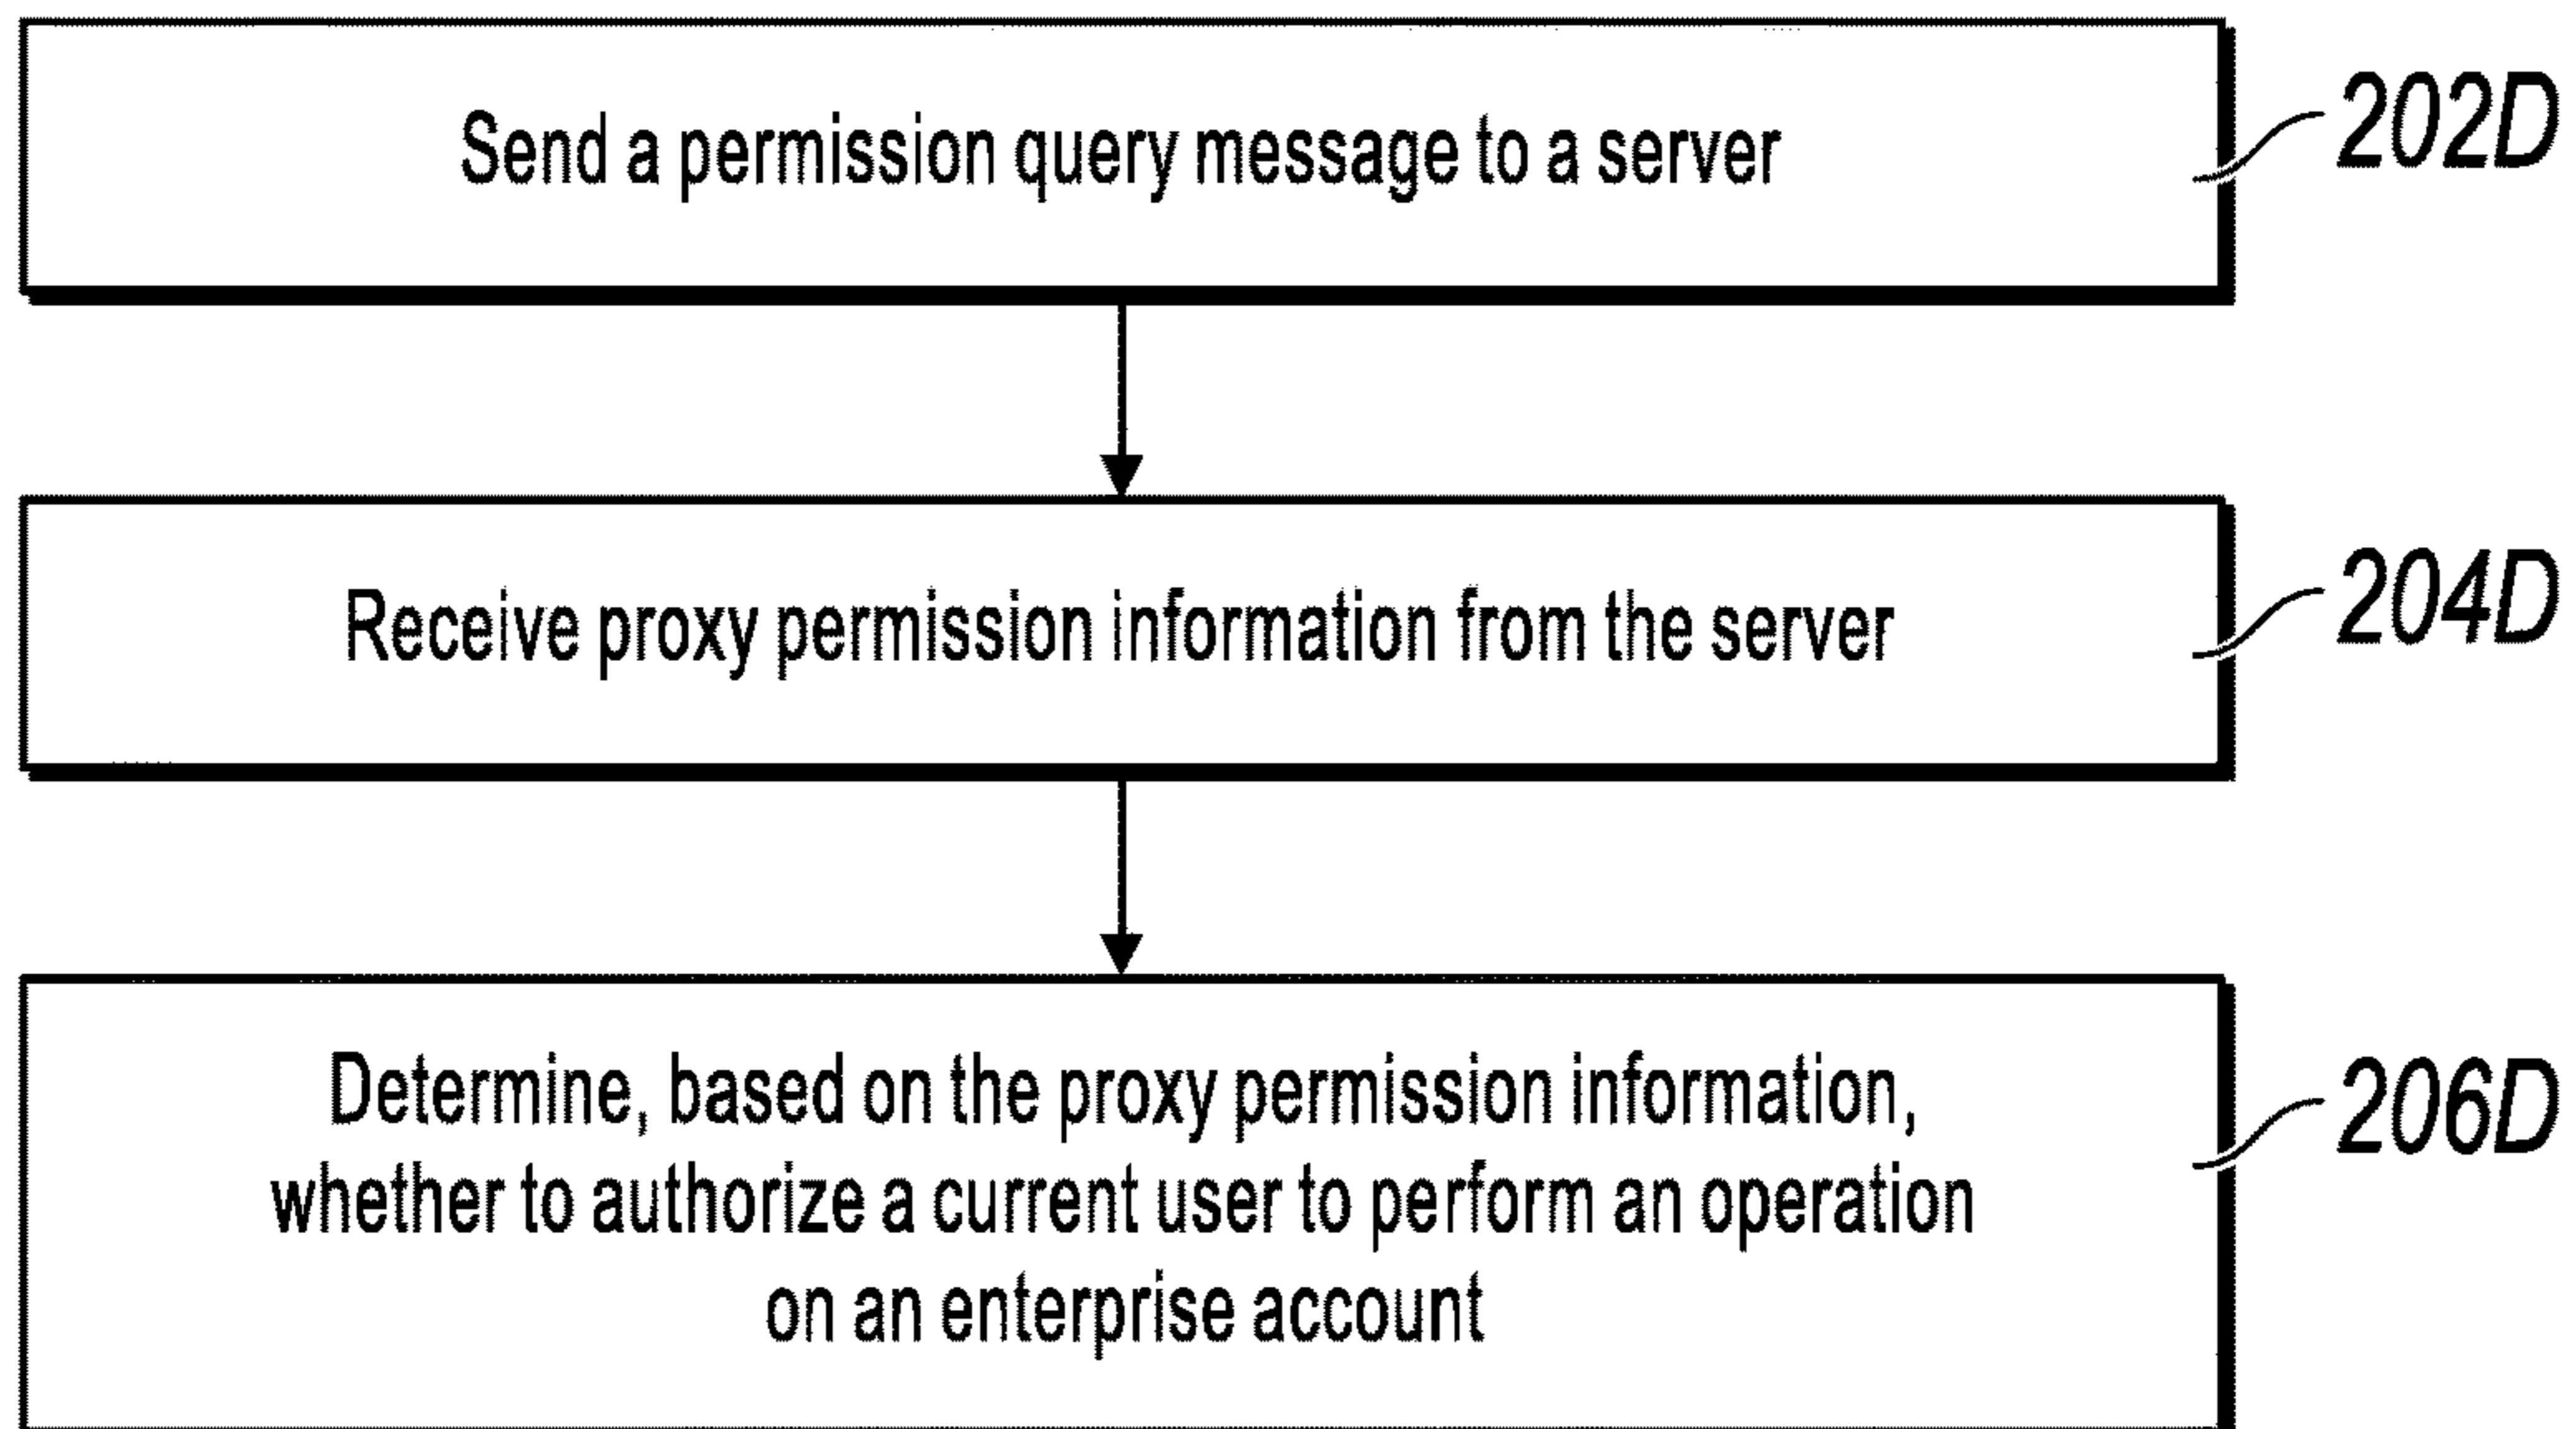 Send a permission query message to a server
202D
Receive proxy permission information from the server
204D
Determine, based on the proxy permission information,
whether to authorize a current user to perform an operation
on an enterprise account
206D